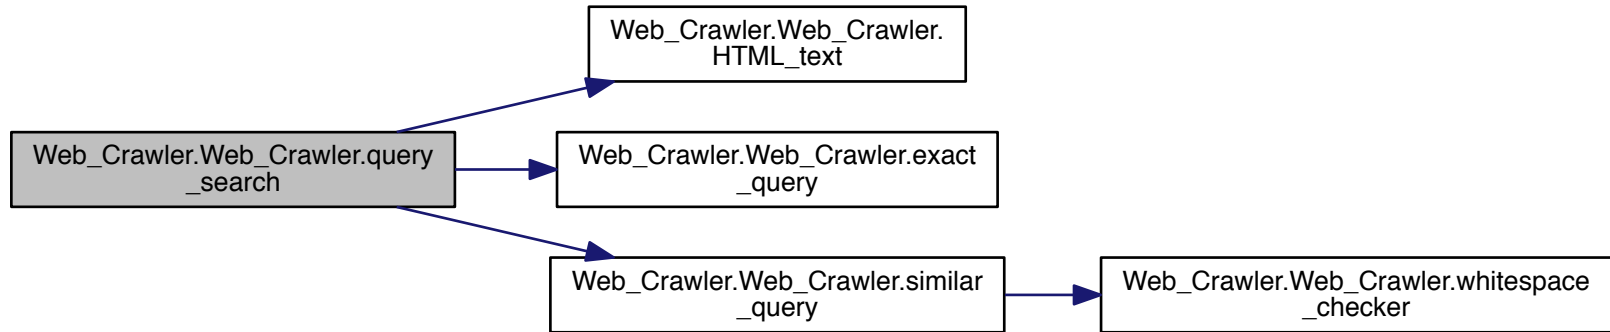 Web_Crawler.Web_Crawler.
HTML_text
Web_Crawler.Web_Crawler.query
_search
Web_Crawler.Web_Crawler.exact
_query
Web_Crawler.Web_Crawler.similar
_query
Web_Crawler.Web_Crawler.whitespace
_checker